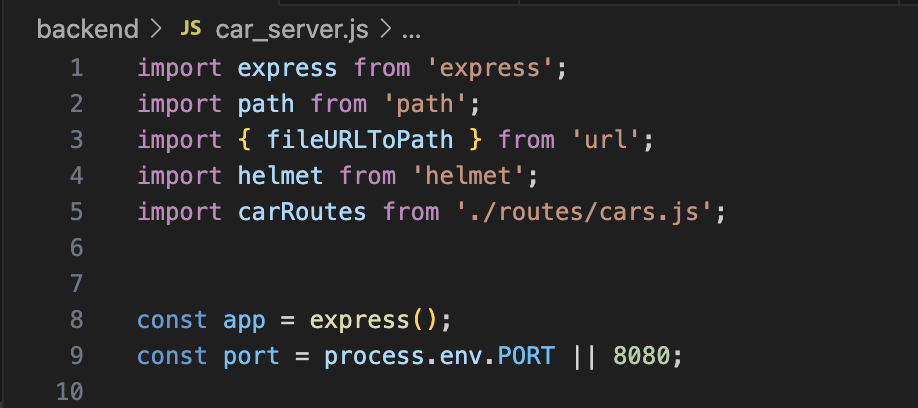 backend > JS car_server.js > ...
1 import express from 'express';
2 import path from 'path';
3 import { fileURLToPath } from 'url';
4 import helmet from 'helmet';
5 import carRoutes from './routes/cars.js';
6
7
8 const app = express();
9 const port = process.env.PORT || 8080;
10